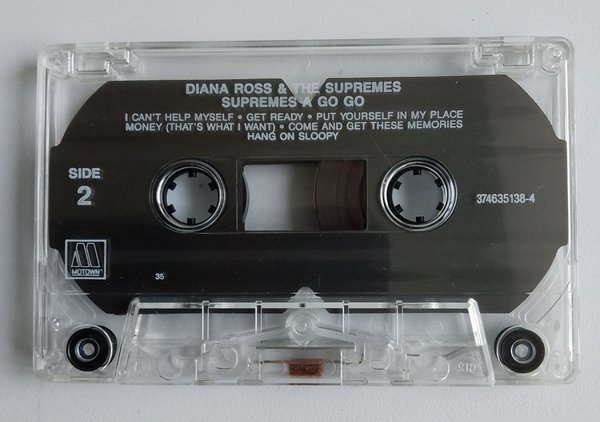 DIANA ROSS & THE SUPREMES
SUPREMES A GO GO
I CAN'T HELP MYSELF • GET READY • PUT YOURSELF IN MY PLACE
MONEY (THAT'S WHAT I WANT) • COME AND GET THESE MEMORIES
HANG ON SLOOPY
SIDE
2
374635138-4
MOTOWN
35